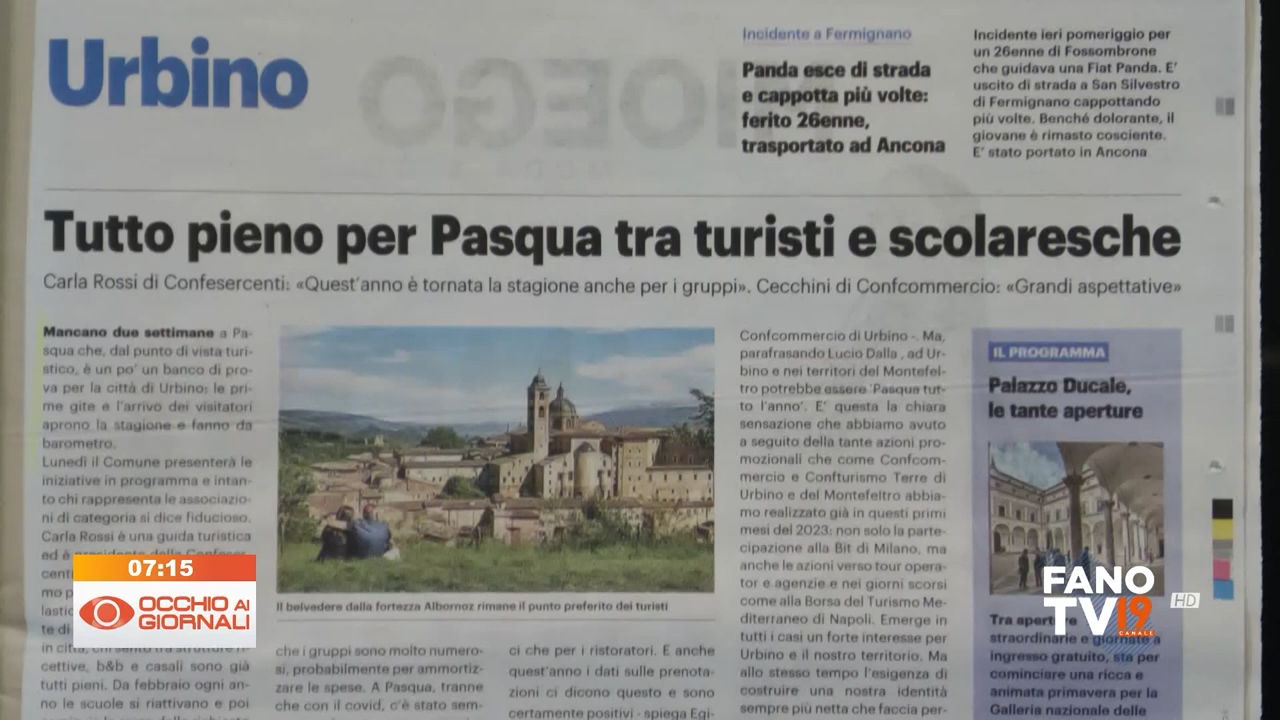 Urbino
Incidente a Fermignano
Panda esce di strada
e cappotta più volte:
ferito 26enne,
trasportato ad Ancona
Incidente ieri pomeriggio per
un 26enne di Fossombrone
che guidava una Fiat Panda. E'
uscito di strada a San Silvestro
di Fermignano cappottando
più volte. Benché dolorante, il
giovane è rimasto cosciente.
E' stato portato in Ancona
Tutto pieno per Pasqua tra turisti e scolaresche
Carla Rossi di Confesercenti: «Quest'anno è tornata la stagione anche per i gruppi». Cecchini di Confcommercio: «Grandi aspettative»
Mancano due settimane a Pa-
squa che, dal punto di vista turi-
stico, è un po' un banco di pro-
va per la città di Urbino: le pri-
me gite e l'arrivo dei visitatori
aprono la stagione e fanno da
barometro.
Lunedì il Comune presenterà le
iniziative in programma e intan-
to chi rappresenta le associazio-
ni di categoria si dice fiducioso.
Carla Rossi è una guida turistica
ed è
cent
mo p
lastic
te di
in città,
cettive, b&b e casali sono già
tutti pieni. Da febbraio ogni an-
no le scuole si riattivano e poi
Il belvedere dalla fortezza Albornoz rimane il punto preferito dei turisti
che i gruppi sono molto numero-
si, probabilmente per ammortiz-
zare le spese. A Pasqua, tranne
che con il covid, c'è stato sem-
ci che per i ristoratori. E anche
quest'anno i dati sulle prenota-
zioni ci dicono questo e sono
certamente positivi - spiega Egi-
Confcommercio di Urbino -. Ma,
parafrasando Lucio Dalla , ad Ur-
bino e nei territori del Montefel-
tro potrebbe essere 'Pasqua tut-
to l'anno'. E' questa la chiara
sensazione che abbiamo avuto
a seguito della tante azioni pro-
mozionali che come Confcom-
mercio e Confturismo Terre di
Urbino e del Montefeltro abbia-
mo realizzato già in questi primi
mesi del 2023: non solo la parte-
cipazione alla Bit di Milano, ma
anche le azioni verso tour opera-
tor e agenzie e nei giorni scorsi
come alla Borsa del Turismo Me-
diterraneo di Napoli. Emerge in
tutti i casi un forte interesse per
Urbino e il nostro territorio. Ma
allo stesso tempo l'esigenza di
costruire una nostra identità
sempre più netta che faccia per-
IL PROGRAMMA
Palazzo Ducale,
le tante aperture
Tra aperture
straordinarie e giornate a
ingresso gratuito, sta per
cominciare una ricca e
animata primavera per la
Galleria nazionale delle
07:15
OCCHIO AI
GIORNALI
FANO
TV 19
CANALE
HD